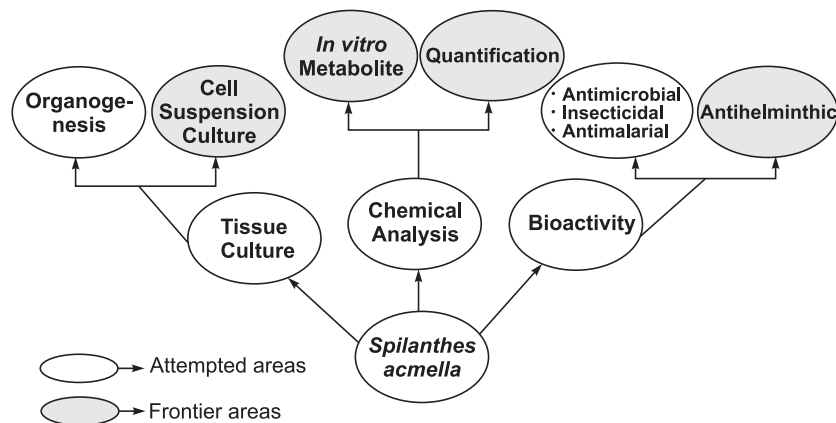 In vitro
Metabolite
Quantification
Organoge-
nesis
Cell
Suspension
Culture
· Antimicrobial
· Insecticidal
· Antimalarial
Antihelminthic
Tissue
Culture
Chemical
Analysis
Bioactivity
Spilanthes
acmella
Attempted areas
Frontier areas